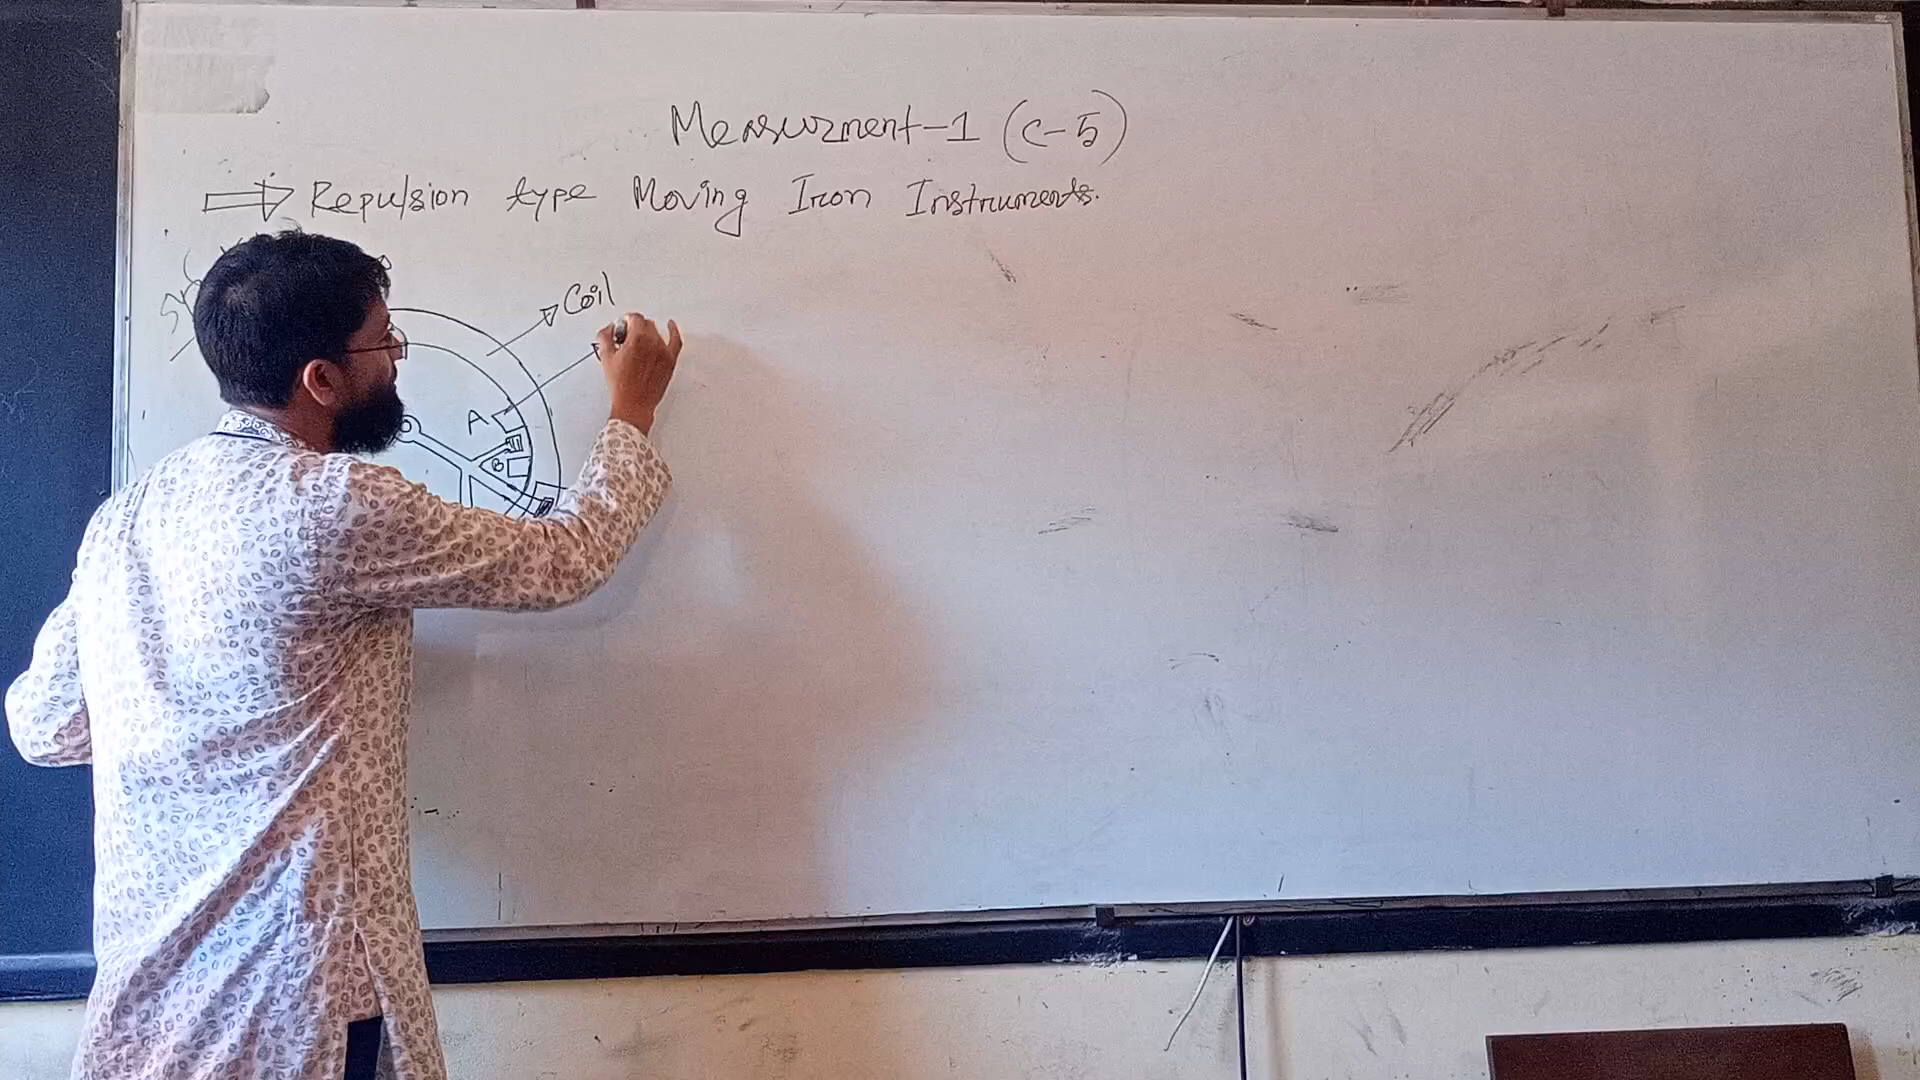 Measurment-1 (C-5)
Repulsion type Moving Iron Instruments.
Coil
A
B